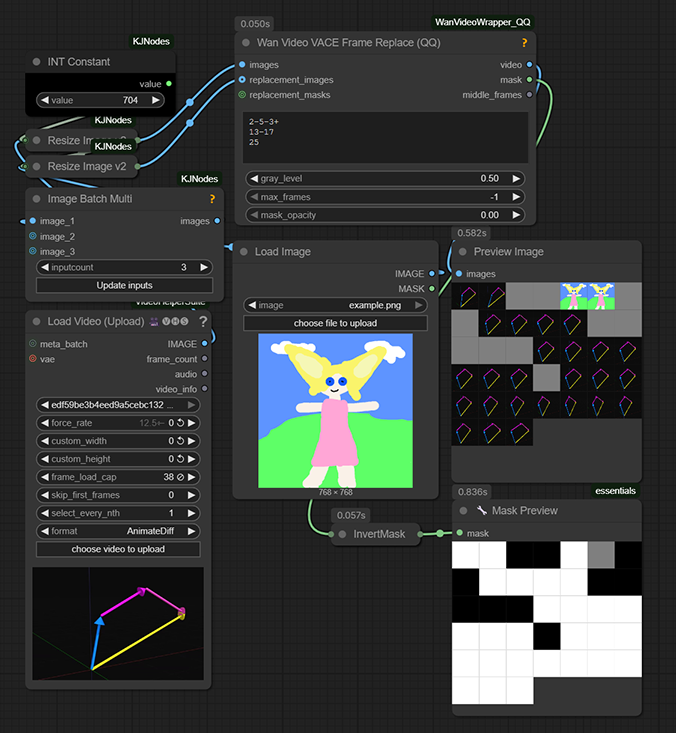 0.050s
WanVideoWrapper_QQ
KJNodes
Wan Video VACE Frame Replace (QQ)
?
INT Constant
images
video
value
replacement_images
mask
value
704
replacement_masks
middle_frames
KJNodes
2-5-3+
13-17
25
Resize Image v2
KJNodes
Resize Image v2
gray_level
0.50
KJNodes
max_frames
-1
Image Batch Multi
?
mask_opacity
0.00
image_1
images
image_2
image_3
inputcount
3
Update inputs
0.582s
Load Image
Preview Image
IMAGE
images
MASK
image
example.png
choose file to upload
768 × 768
VideoHelperSuite
Load Video (Upload)
VHS
?
meta_batch
IMAGE
vae
frame_count
audio
video_info
edf59be3b4eed9a5cebc132 ...
force_rate
12.5← 0
custom_width
0
custom_height
0
frame_load_cap
38
skip_first_frames
0
select_every_nth
1
format
AnimateDiff
choose video to upload
0.057s
InvertMask
0.836s
essentials
Mask Preview
mask